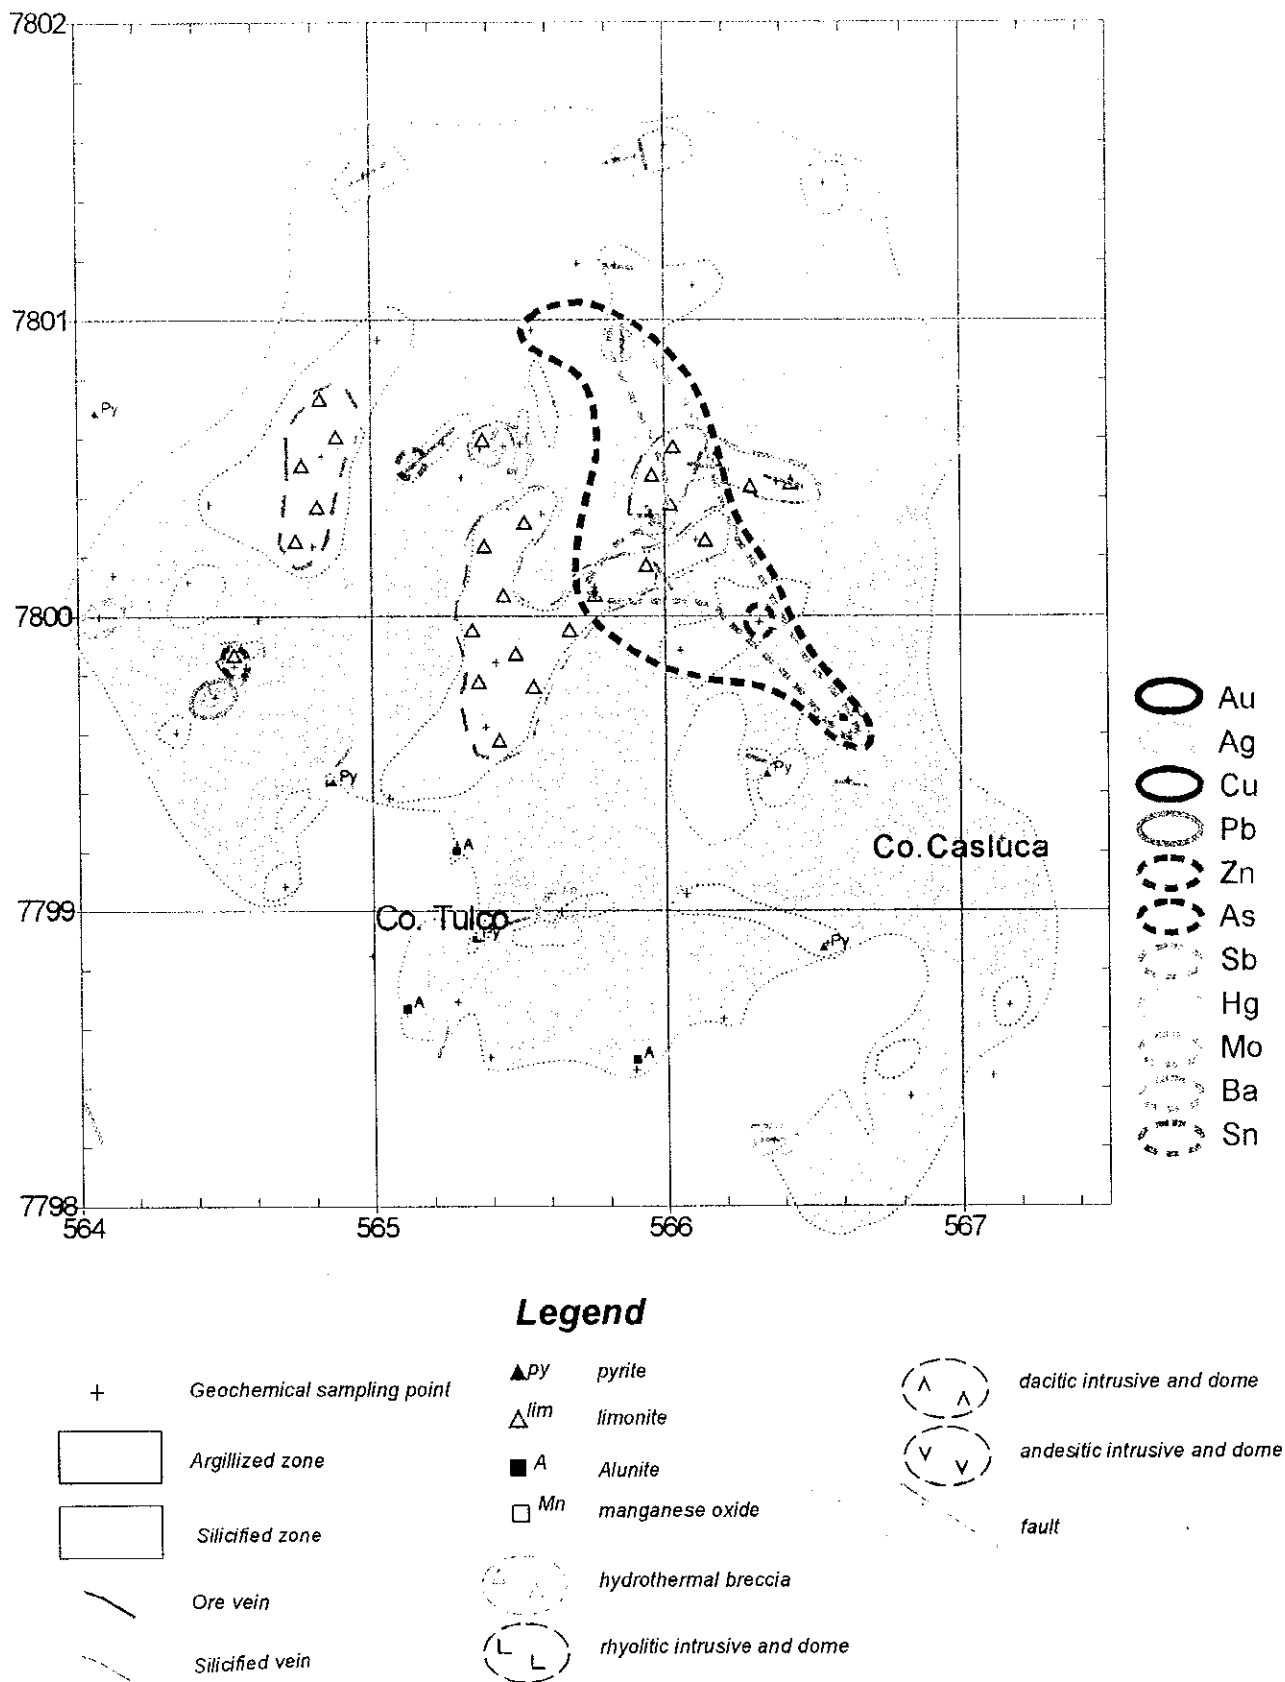 7802
7801
7800
7799
7798
564
565
566
567
Py
Py
Py
A
Co. Casluca
Co. Tulco
Py
Py
A
A
Au
Ag
Cu
Pb
Zn
As
Sb
Hg
Mo
Ba
Sn
Legend
Geochemical sampling point
Argillized zone
Silicified zone
Ore vein
Silicified vein
py pyrite
lim limonite
A Alunite
Mn manganese oxide
hydrothermal breccia
rhyolitic intrusive and dome
dacitic intrusive and dome
andesitic intrusive and dome
fault